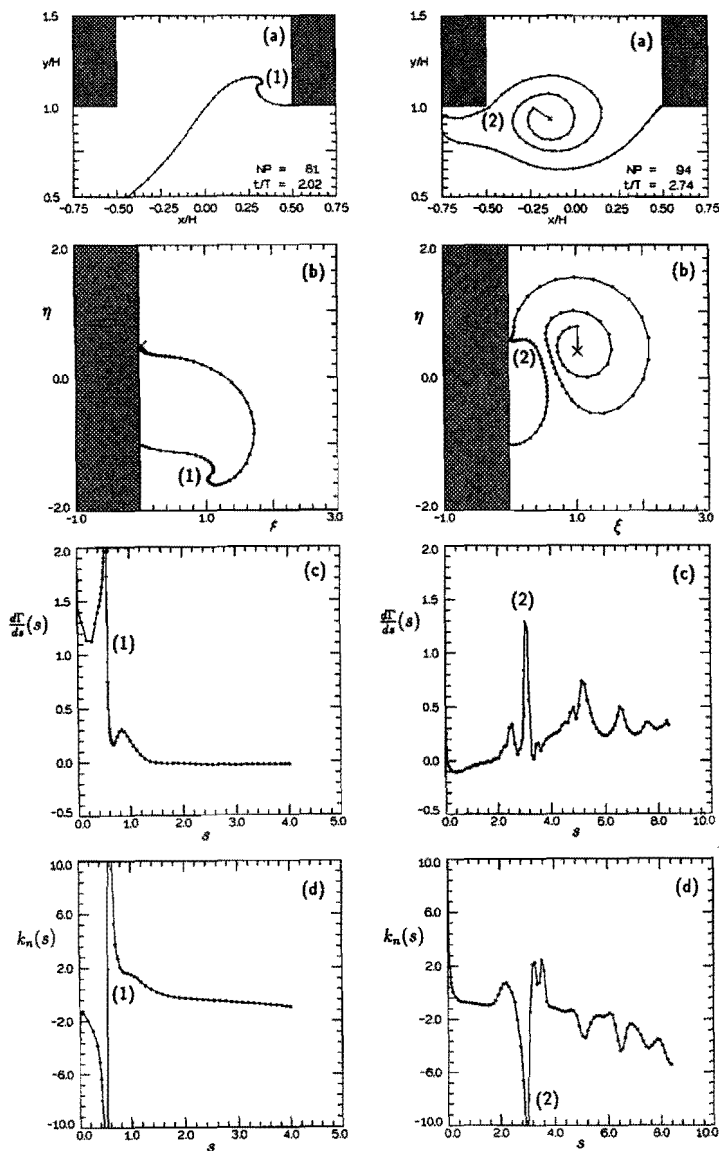 1.5
y/H
1.0
0.5
(a)
(1)
NP = 61
t/T = 2.02
-0.75 -0.50 -0.25 0.00 0.25 0.50 0.75
x/H
1.5
y/H
1.0
0.5
(a)
(2)
NP = 94
t/T = 2.74
-0.75 -0.50 -0.25 0.00 0.25 0.50 0.75
x/H
2.0
η
0.0
-2.0
(b)
(1)
-1.0 1.0 3.0
2.0
η
0.0
-2.0
(b)
(2)
-1.0 1.0 3.0
ξ
2.0
1.5
dΓ/ds (s)
1.0
0.5
0.0
-0.5
(c)
(1)
0.0 1.0 2.0 3.0 4.0 5.0
s
2.0
1.5
dΓ/ds (s)
1.0
0.5
0.0
-0.5
(c)
(2)
0.0 2.0 4.0 6.0 8.0 10.0
s
10.0
6.0
kn(s)
2.0
-2.0
-6.0
-10.0
(d)
(1)
0.0 1.0 2.0 3.0 4.0 5.0
s
10.0
6.0
kn(s)
2.0
-2.0
-6.0
-10.0
(d)
(2)
0.0 2.0 4.0 6.0 8.0 10.0
s